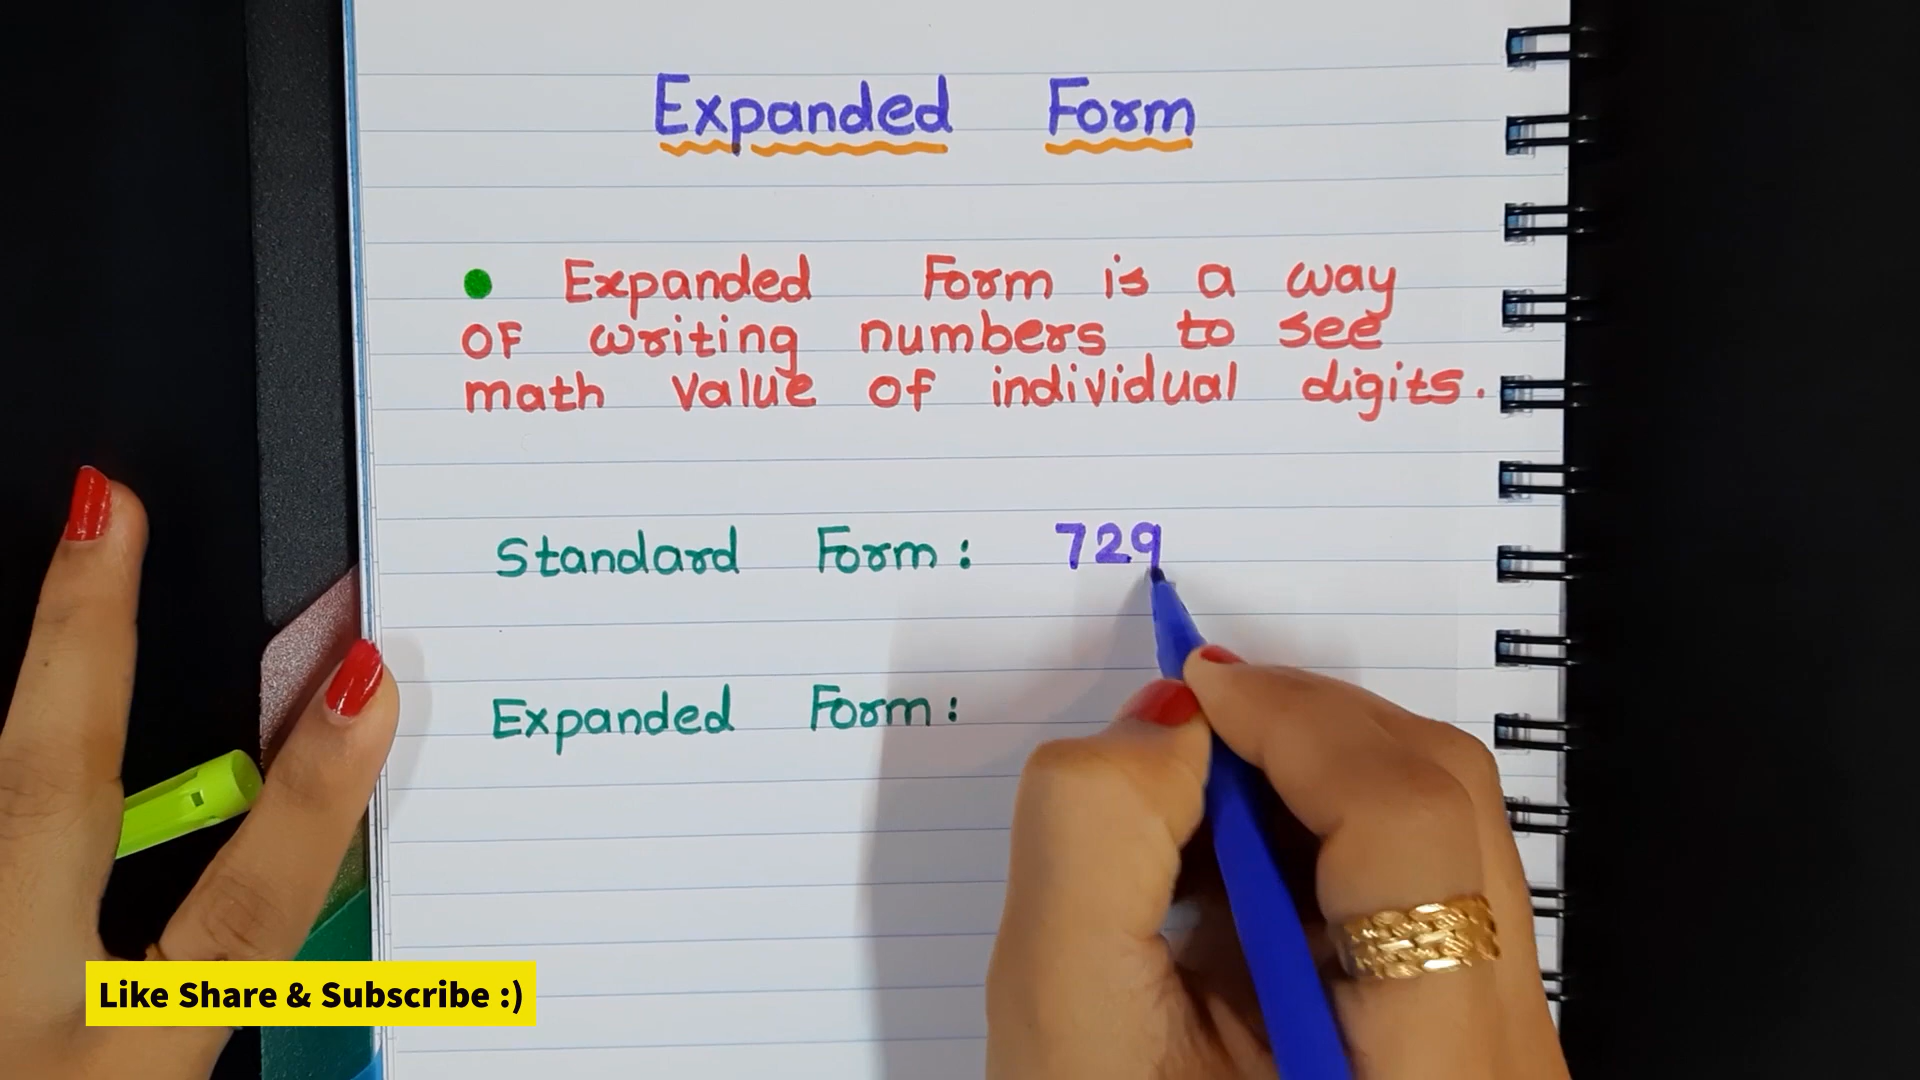 Expanded Form
Expanded Form is a way
OF writing numbers to see
math value of individual digits.
Standard Form: 729
Expanded Form:
Like Share & Subscribe :)